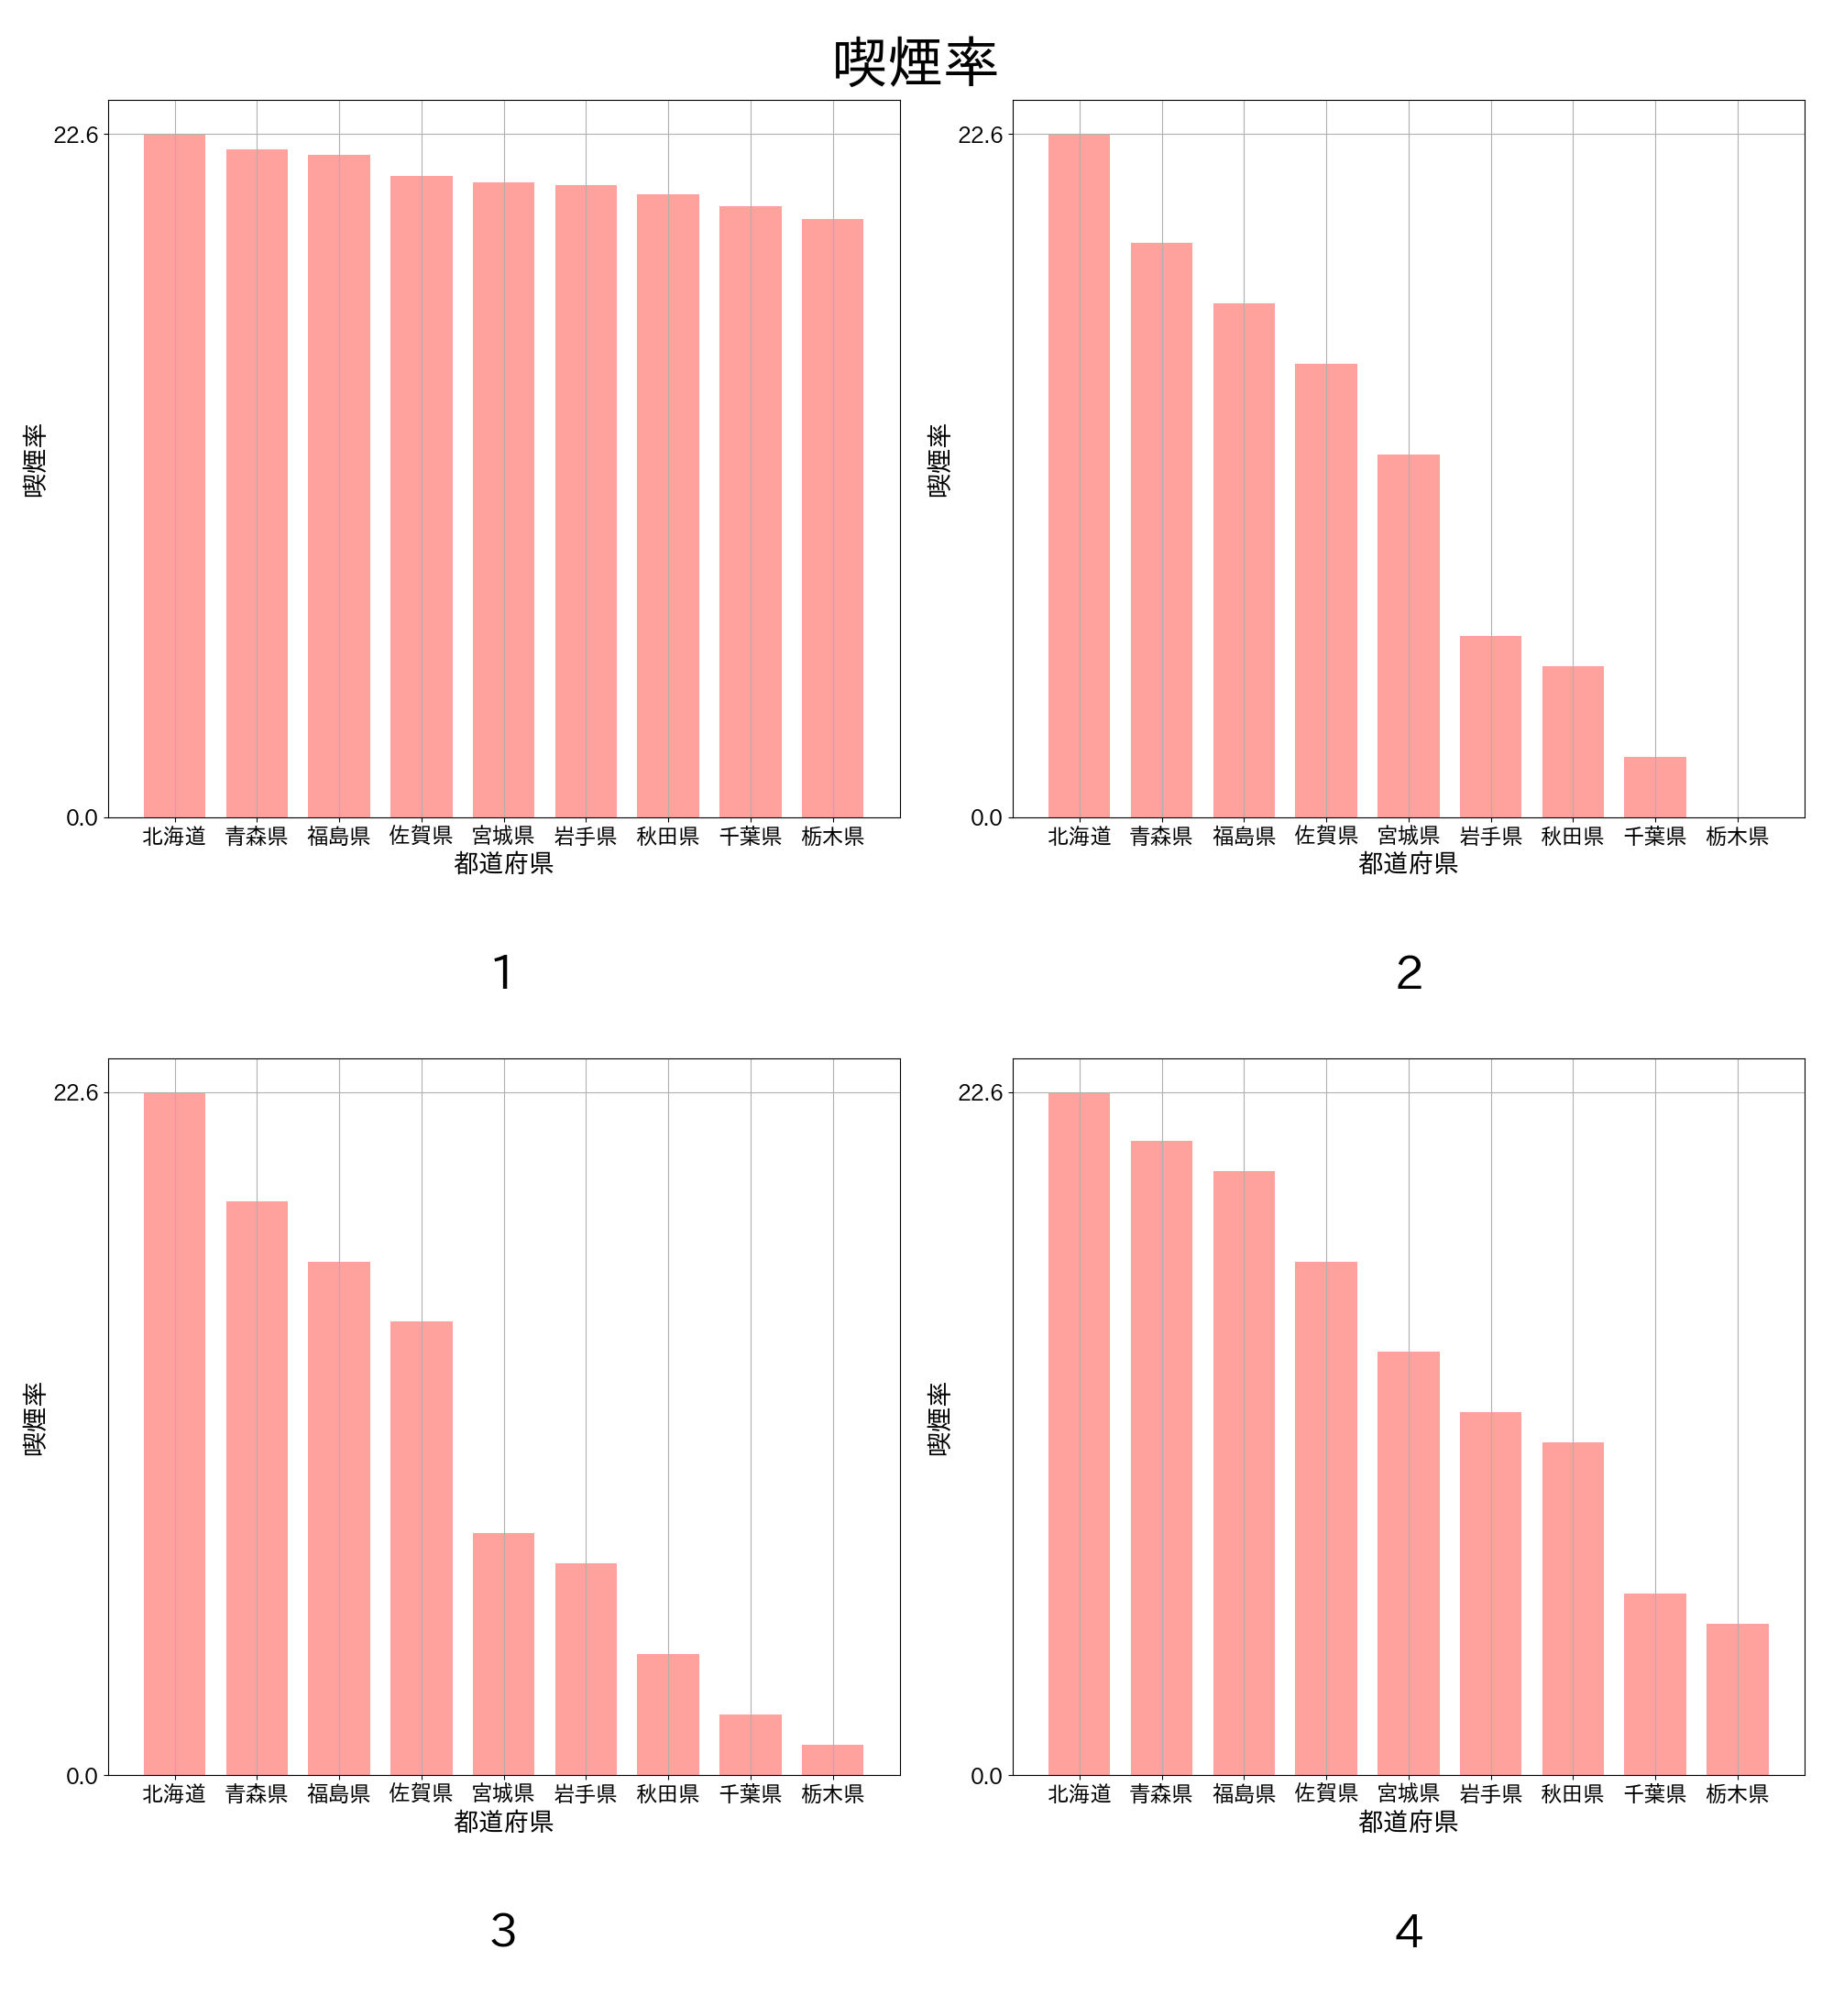 喫煙率
22.6
0.0
喫煙率
北海道 青森県 福島県 佐賀県 宮城県 岩手県 秋田県 千葉県 栃木県
都道府県
1
22.6
0.0
喫煙率
北海道 青森県 福島県 佐賀県 宮城県 岩手県 秋田県 千葉県 栃木県
都道府県
2
22.6
0.0
喫煙率
北海道 青森県 福島県 佐賀県 宮城県 岩手県 秋田県 千葉県 栃木県
都道府県
3
22.6
0.0
喫煙率
北海道 青森県 福島県 佐賀県 宮城県 岩手県 秋田県 千葉県 栃木県
都道府県
4